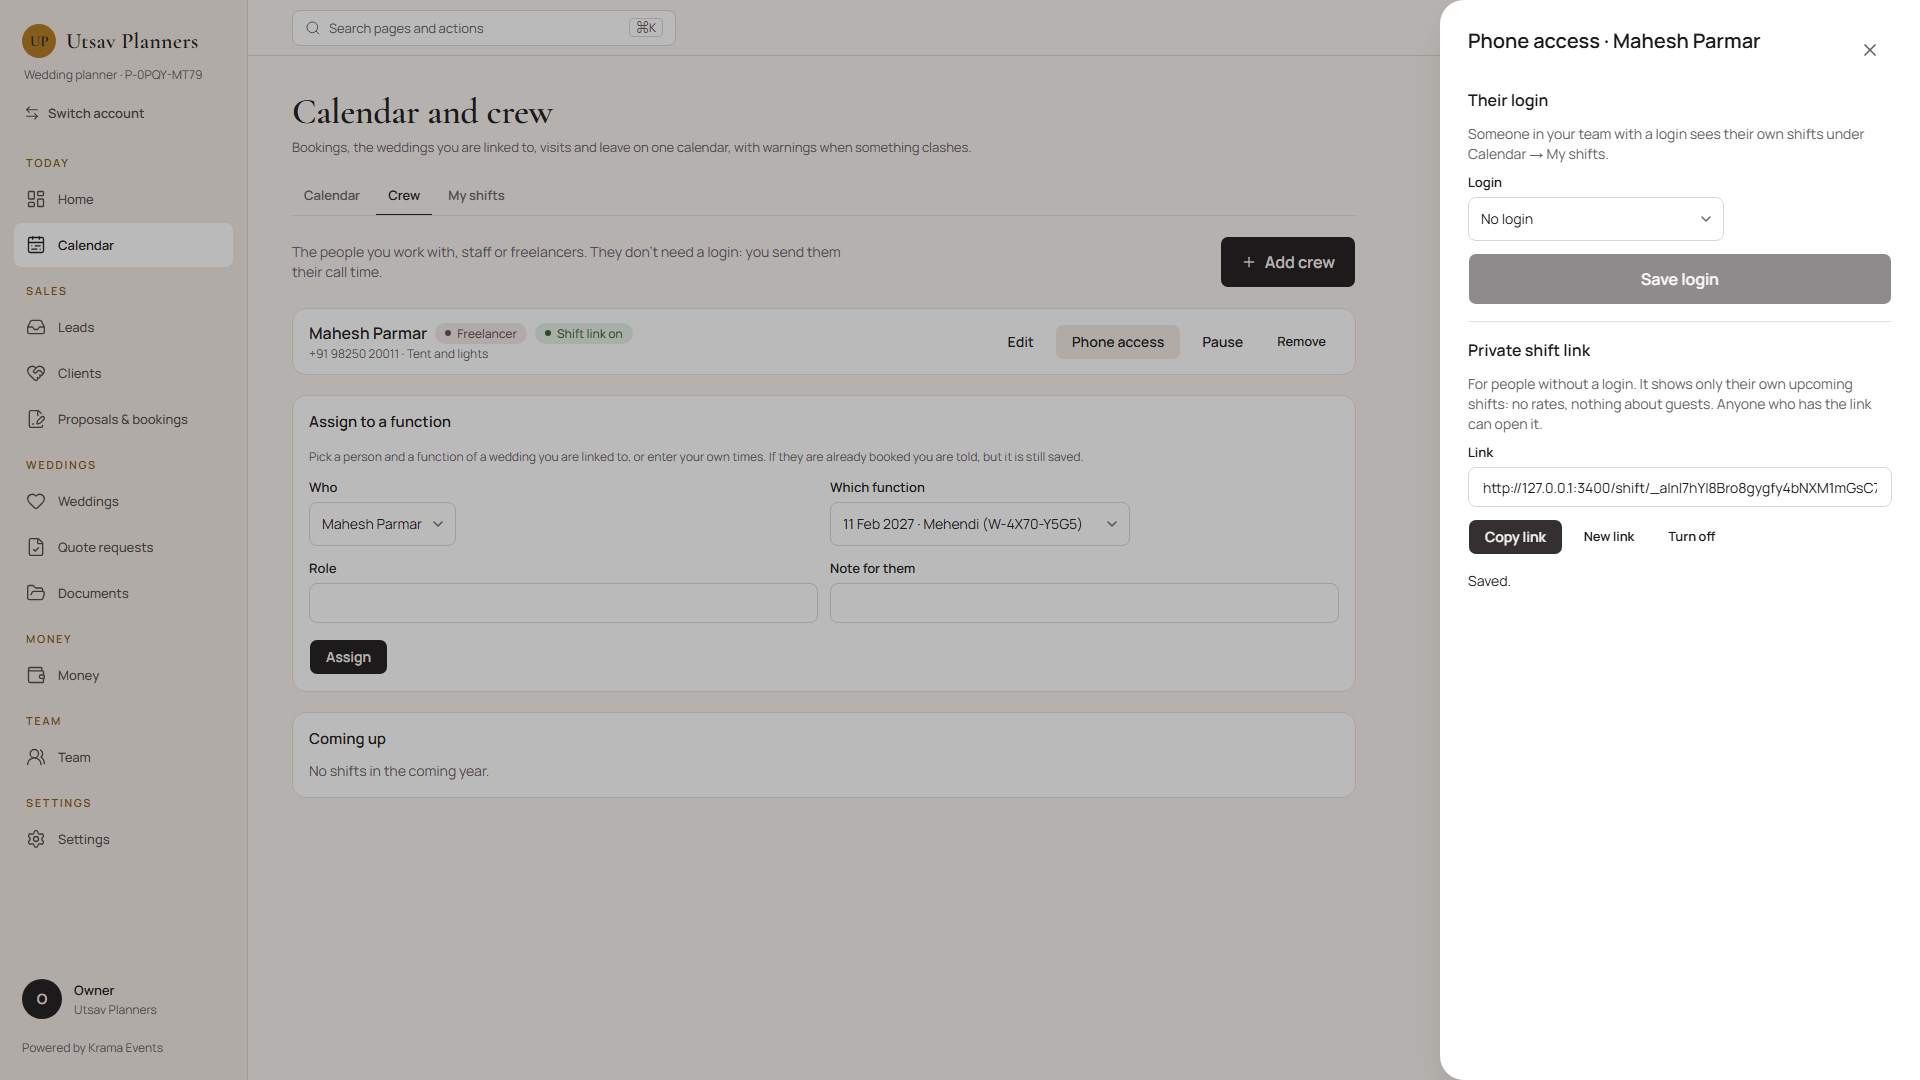 UP Utsav Planners
Wedding planner · P-0PQY-MT79
Switch account
TODAY
Home
Calendar
SALES
Leads
Clients
Proposals & bookings
WEDDINGS
Weddings
Quote requests
Documents
MONEY
Money
TEAM
Team
SETTINGS
Settings
O
Owner
Utsav Planners
Powered by Krama Events
Search pages and actions
⌘K
Calendar and crew
Bookings, the weddings you are linked to, visits and leave on one calendar, with warnings when something clashes.
Calendar Crew My shifts
The people you work with, staff or freelancers. They don't need a login: you send them
their call time.
+ Add crew
Mahesh Parmar Freelancer Shift link on
+91 98250 20011 · Tent and lights
Edit Phone access Pause Remove
Assign to a function
Pick a person and a function of a wedding you are linked to, or enter your own times. If they are already booked you are told, but it is still saved.
Who
Mahesh Parmar
Which function
11 Feb 2027 · Mehendi (W-4X70-Y5G5)
Role
Note for them
Assign
Coming up
No shifts in the coming year.
Phone access · Mahesh Parmar
Their login
Someone in your team with a login sees their own shifts under
Calendar → My shifts.
Login
No login
Save login
Private shift link
For people without a login. It shows only their own upcoming
shifts: no rates, nothing about guests. Anyone who has the link
can open it.
Link
Copy link New link Turn off
Saved.